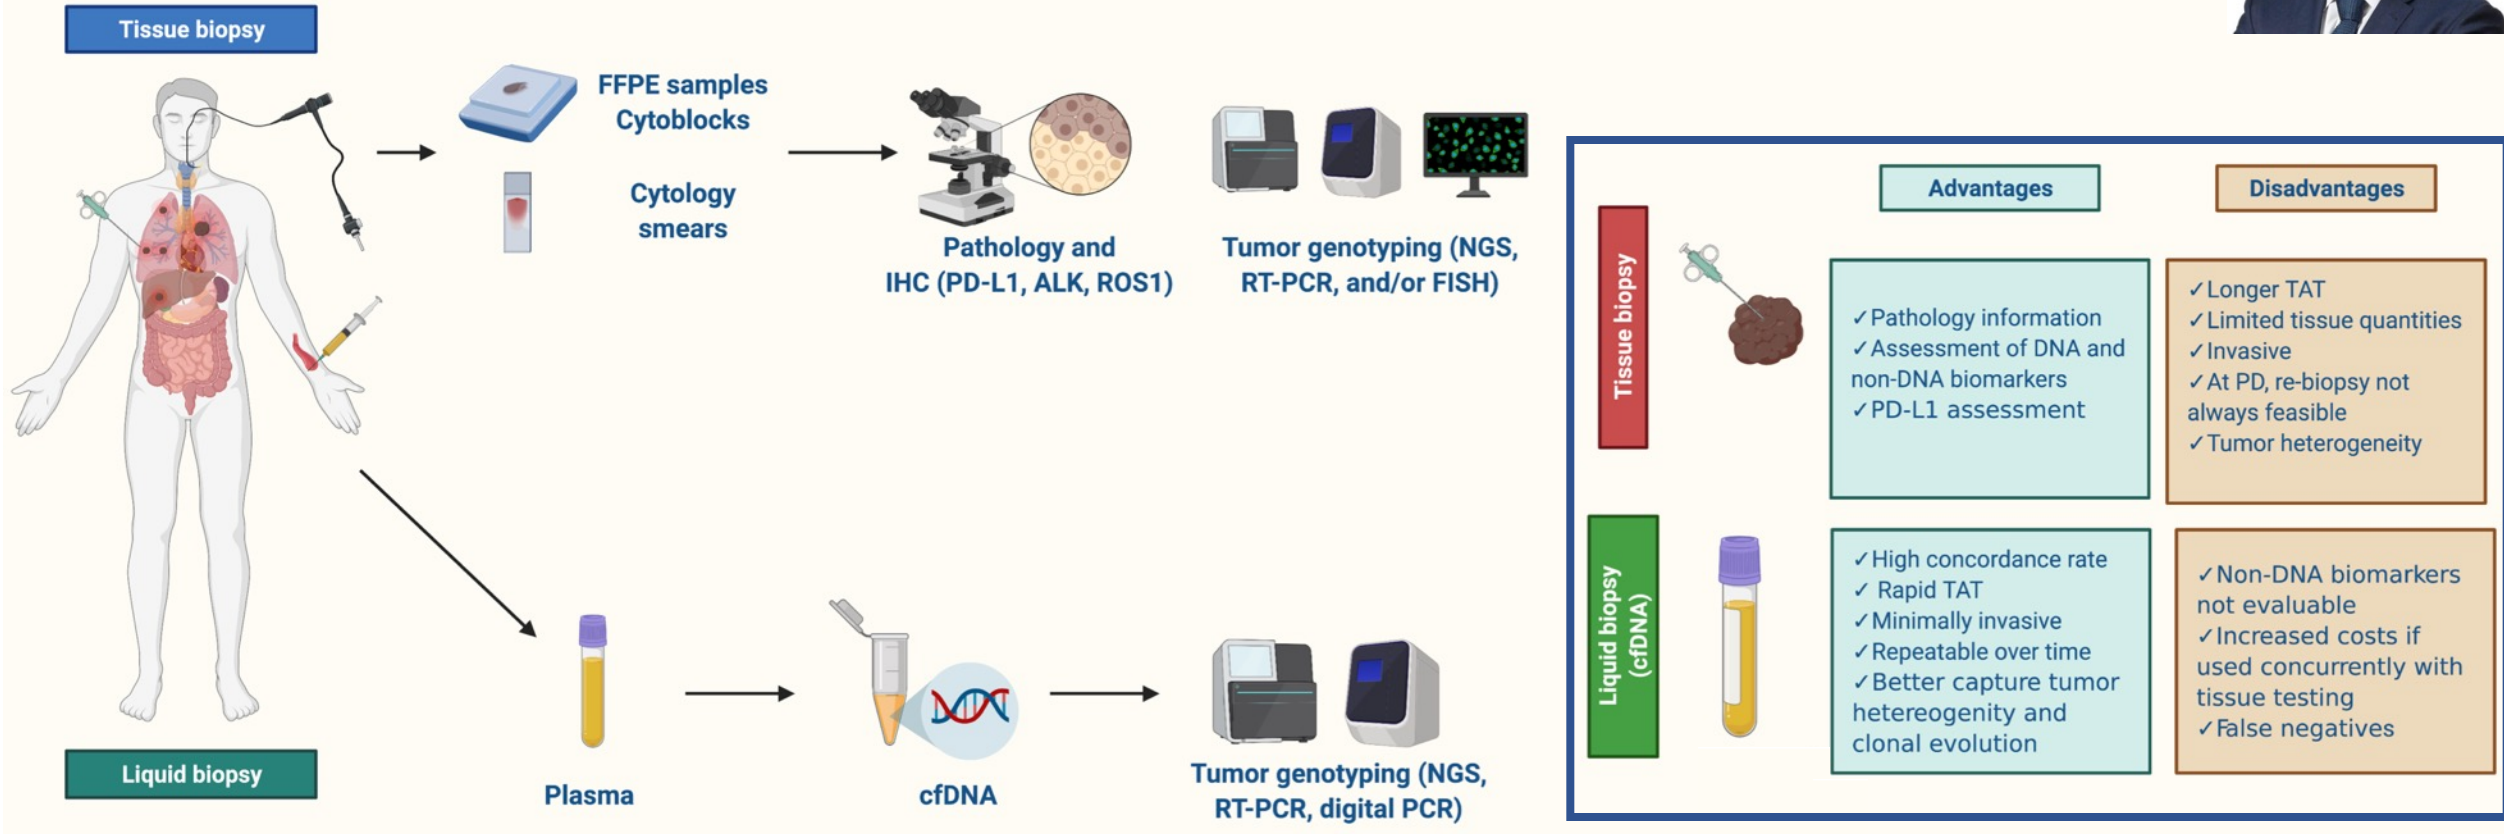 Tissue biopsy
FFPE samples
Cytoblocks
Cytology
smears
Pathology and
IHC (PD-L1, ALK, ROS1)
Tumor genotyping (NGS,
RT-PCR, and/or FISH)
Liquid biopsy
Plasma
cfDNA
Tumor genotyping (NGS,
RT-PCR, digital PCR)
Advantages
Disadvantages
Tissue biopsy
✓Pathology information
✓Assessment of DNA and
non-DNA biomarkers
✓PD-L1 assessment
✓Longer TAT
✓Limited tissue quantities
✓Invasive
✓At PD, re-biopsy not
always feasible
✓Tumor heterogeneity
Liquid biopsy
(cfDNA)
✓High concordance rate
✓ Rapid TAT
✓Minimally invasive
✓Repeatable over time
✓Better capture tumor
hetereogenity and
clonal evolution
✓Non-DNA biomarkers
not evaluable
✓Increased costs if
used concurrently with
tissue testing
✓False negatives